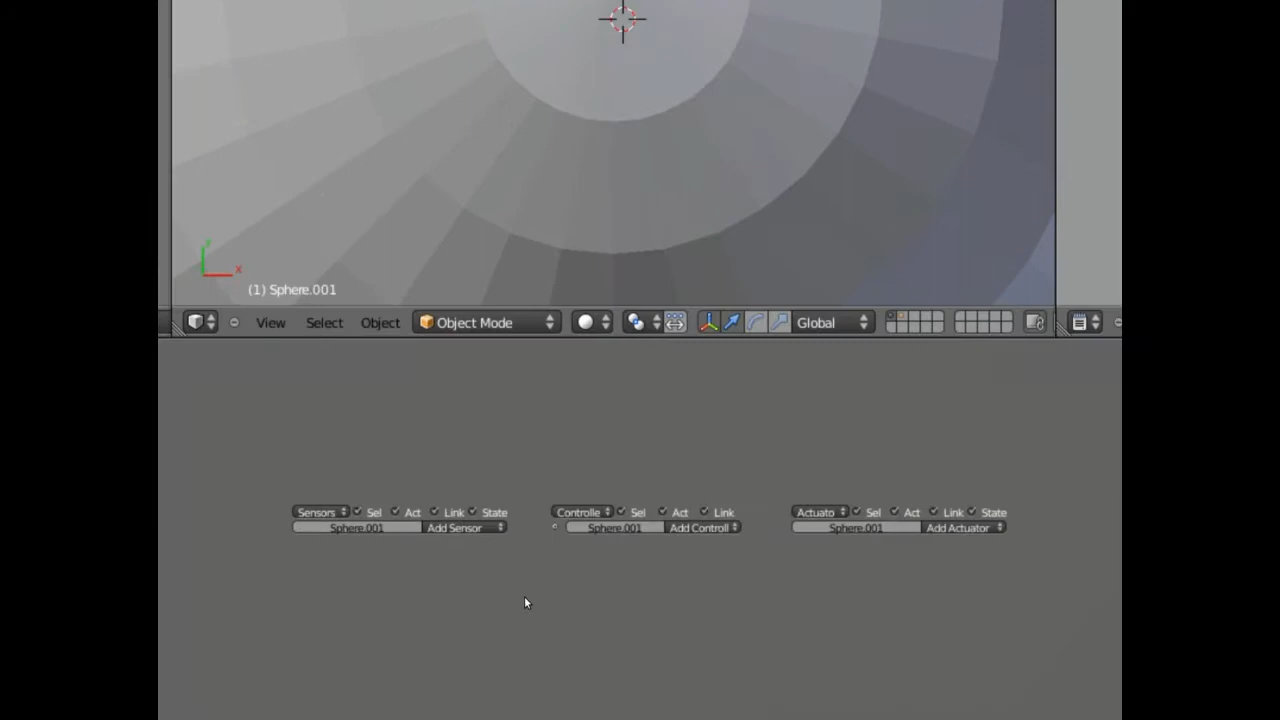 y
x
(1) Sphere.001
View Select Object Object Mode Global
Sensors Sel Act Link State
Sphere.001 Add Sensor
Controlle Sel Act Link
Sphere.001 Add Controll
Actuato Sel Act Link State
Sphere.001 Add Actuator